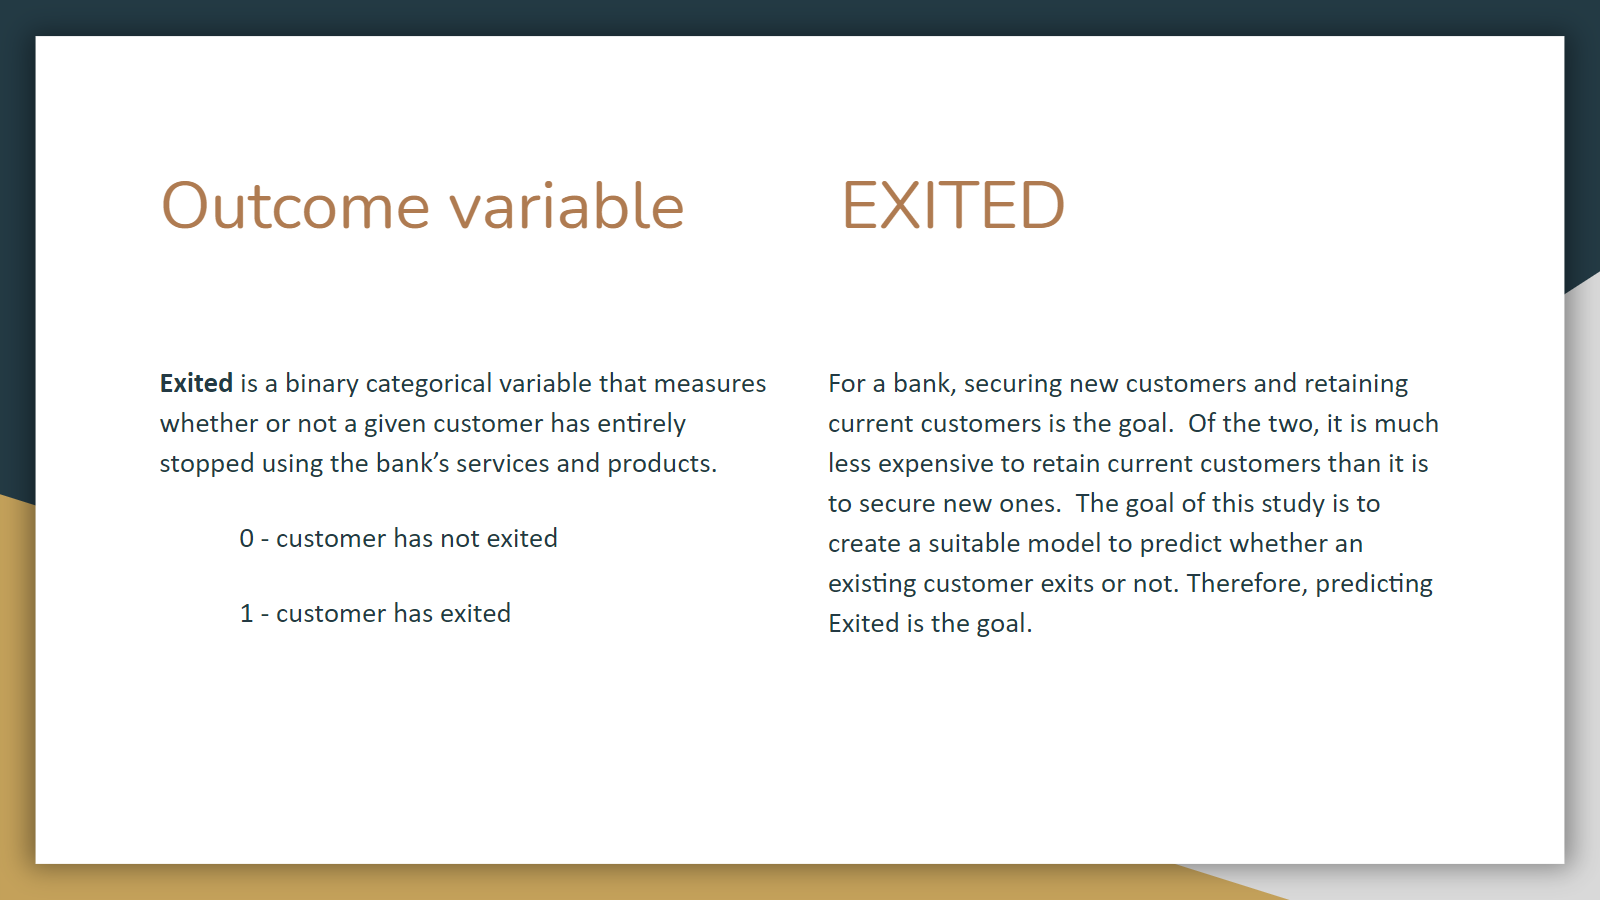 Outcome variable
EXITED
Exited is a binary categorical variable that measures
whether or not a given customer has entirely
stopped using the bank’s services and products.
0 - customer has not exited
1 - customer has exited
For a bank, securing new customers and retaining
current customers is the goal.  Of the two, it is much
less expensive to retain current customers than it is
to secure new ones.  The goal of this study is to
create a suitable model to predict whether an
existing customer exits or not. Therefore, predicting
Exited is the goal.